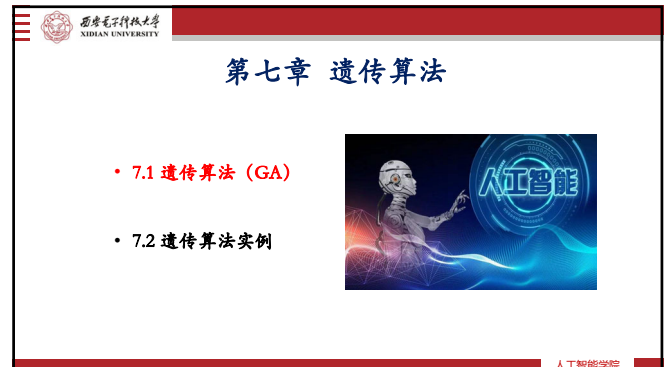 西安电子科技大学
XIDIAN UNIVERSITY
第七章 遗传算法
• 7.1 遗传算法（GA）
人工智能
• 7.2 遗传算法实例
人工智能学院